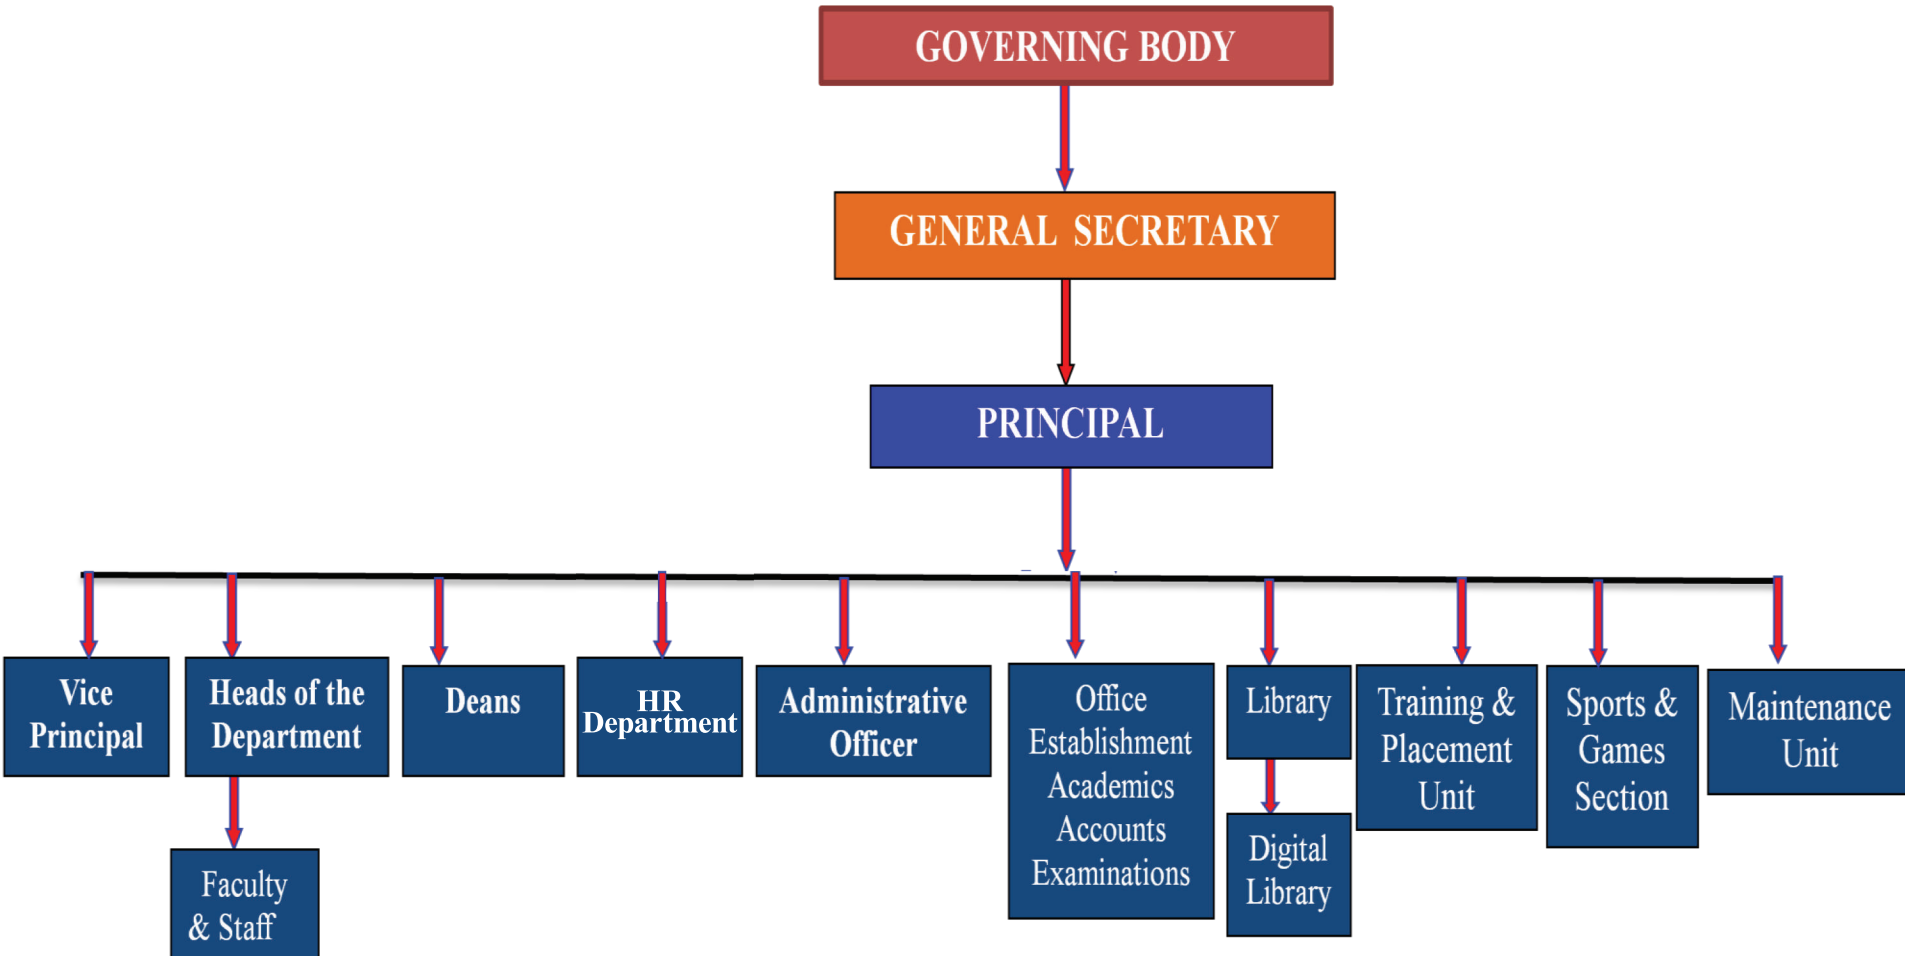 GOVERNING BODY
GENERAL SECRETARY
PRINCIPAL
Vice
Principal
Heads of the
Department
Deans
HR
Department
Administrative
Officer
Office
Establishment
Academics
Accounts
Examinations
Library
Training &
Placement
Unit
Sports &
Games
Section
Maintenance
Unit
Faculty
& Staff
Digital
Library